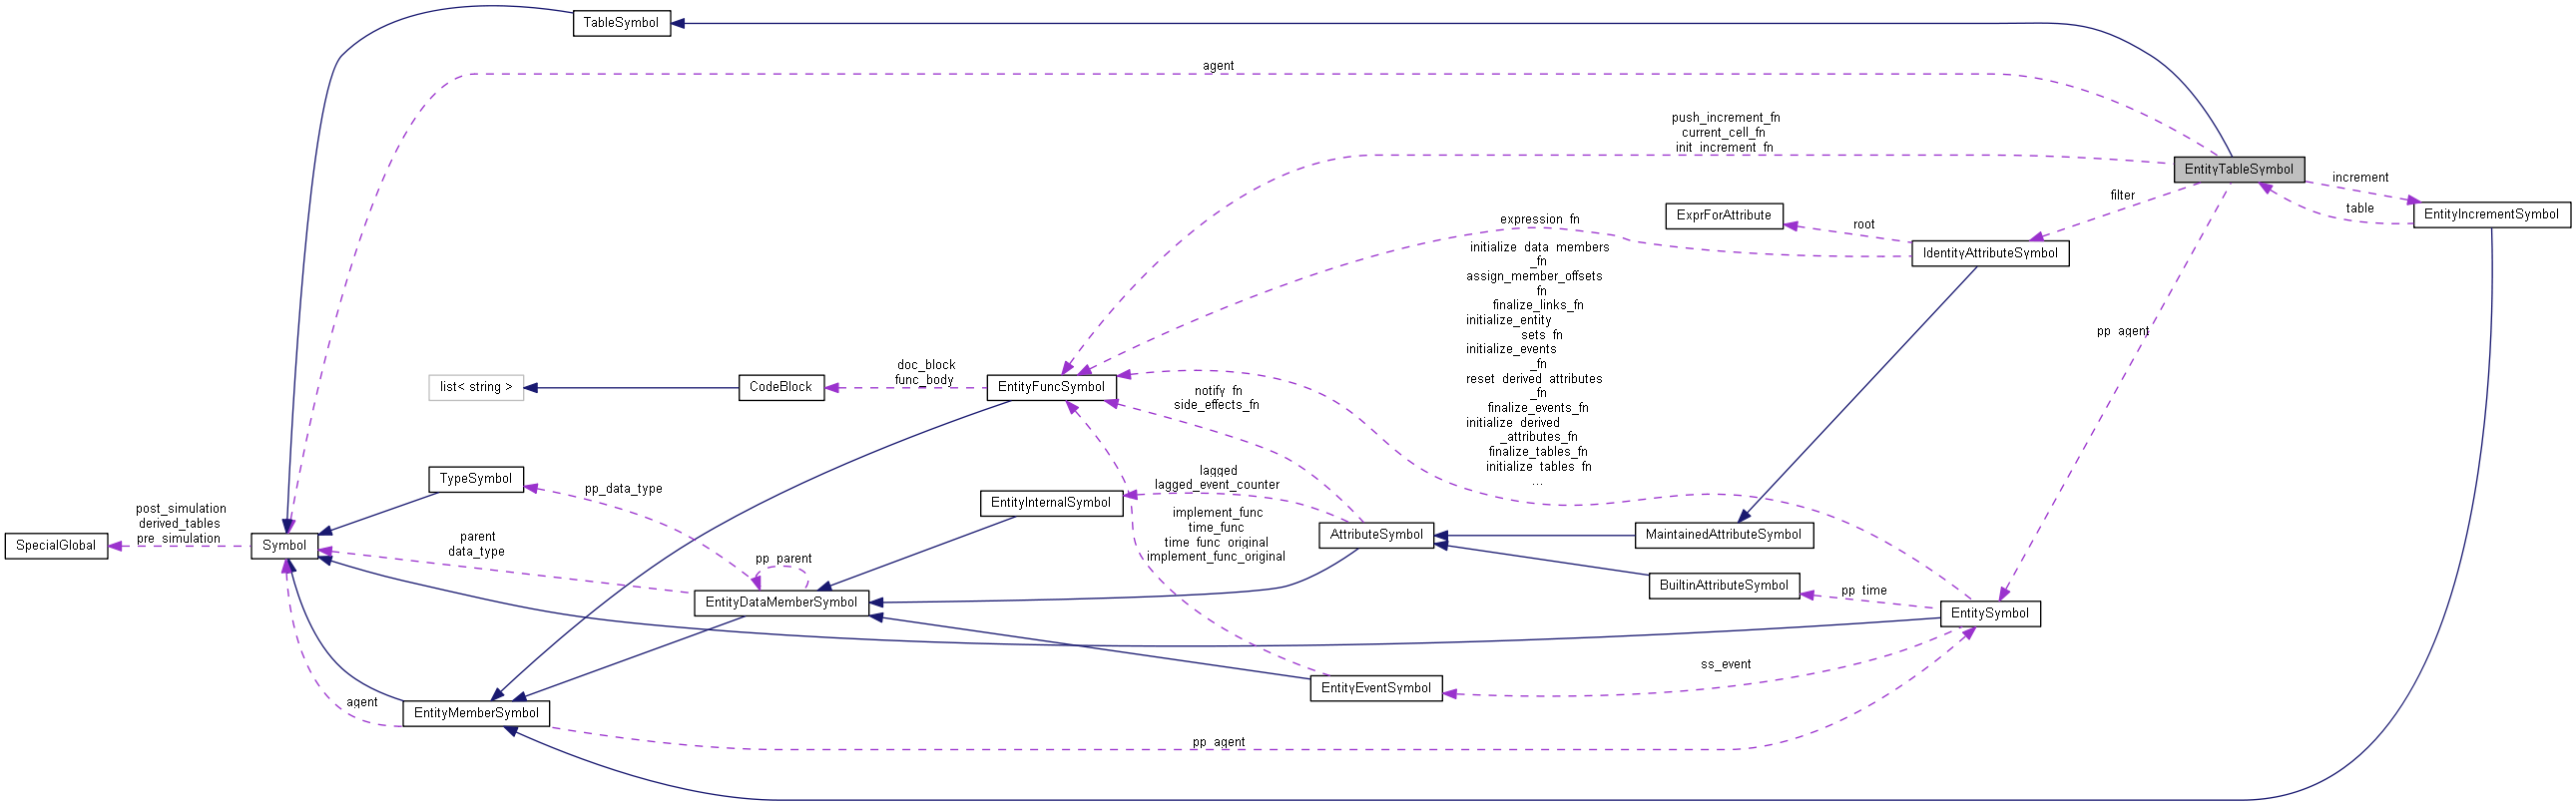 TableSymbol
agent
push_increment_fn
current_cell_fn
init_increment_fn
EntityTableSymbol
increment
table
EntityIncrementSymbol
filter
ExprForAttribute
root
IdentityAttributeSymbol
expression_fn
initialize_data_members
_fn
assign_member_offsets
_fn
finalize_links_fn
initialize_entity
_sets_fn
initialize_events
_fn
reset_derived_attributes
_fn
finalize_events_fn
initialize_derived
_attributes_fn
finalize_tables_fn
initialize_tables_fn
...
pp_agent
list< string >
CodeBlock
doc_block
func_body
EntityFuncSymbol
notify_fn
side_effects_fn
TypeSymbol
pp_data_type
EntityInternalSymbol
lagged
lagged_event_counter
post_simulation
derived_tables
pre_simulation
SpecialGlobal
Symbol
parent
data_type
pp_parent
implement_func
time_func
time_func_original
implement_func_original
AttributeSymbol
MaintainedAttributeSymbol
BuiltinAttributeSymbol
pp_time
EntityDataMemberSymbol
EntitySymbol
ss_event
EntityEventSymbol
agent
EntityMemberSymbol
pp_agent